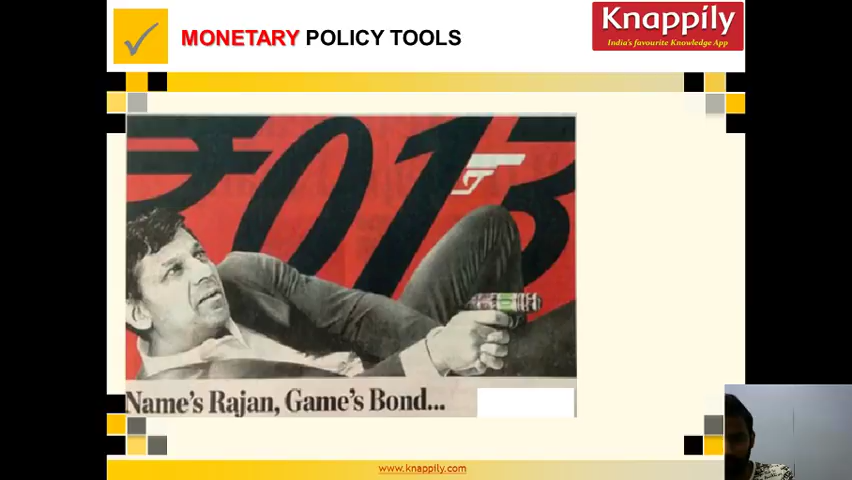 MONETARY POLICY TOOLS
Knappily
India's favourite Knowledge App
₹013
Name's Rajan, Game's Bond...
www.knappily.com